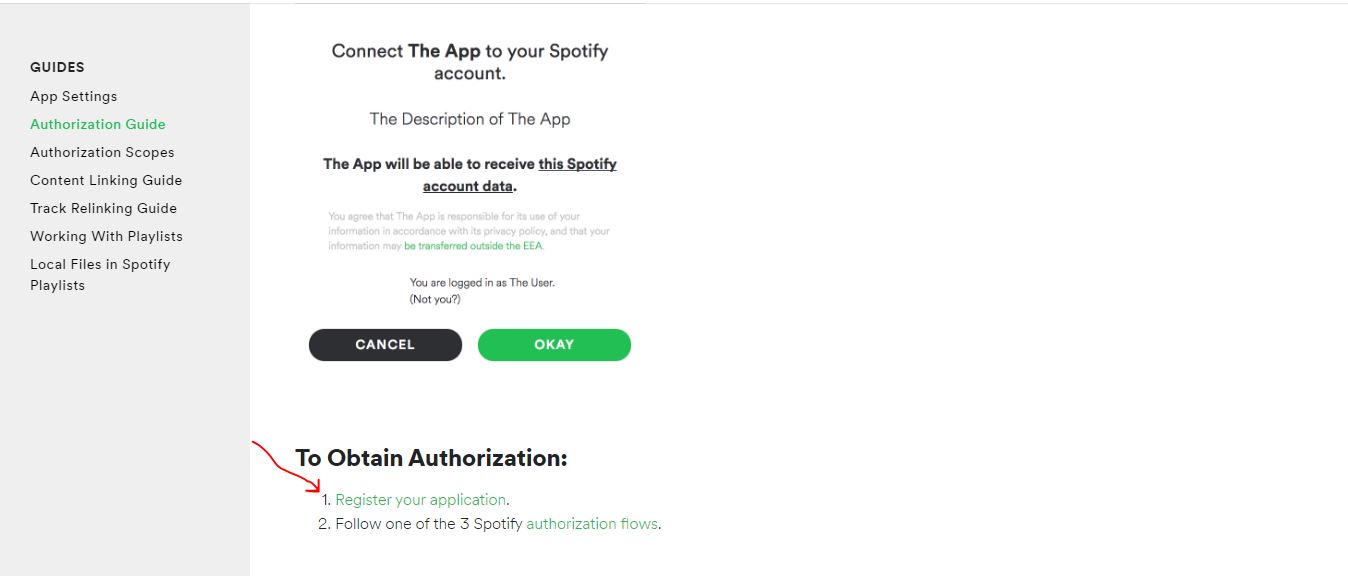 GUIDES
App Settings
Authorization Guide
Authorization Scopes
Content Linking Guide
Track Relinking Guide
Working With Playlists
Local Files in Spotify
Playlists
Connect The App to your Spotify
account.
The Description of The App
The App will be able to receive this Spotify
account data.
You agree that The App is responsible for its use of your
information in accordance with its privacy policy, and that your
information may be transferred outside the EEA.
You are logged in as The User.
(Not you?)
CANCEL OKAY
To Obtain Authorization:
1. Register your application.
2. Follow one of the 3 Spotify authorization flows.